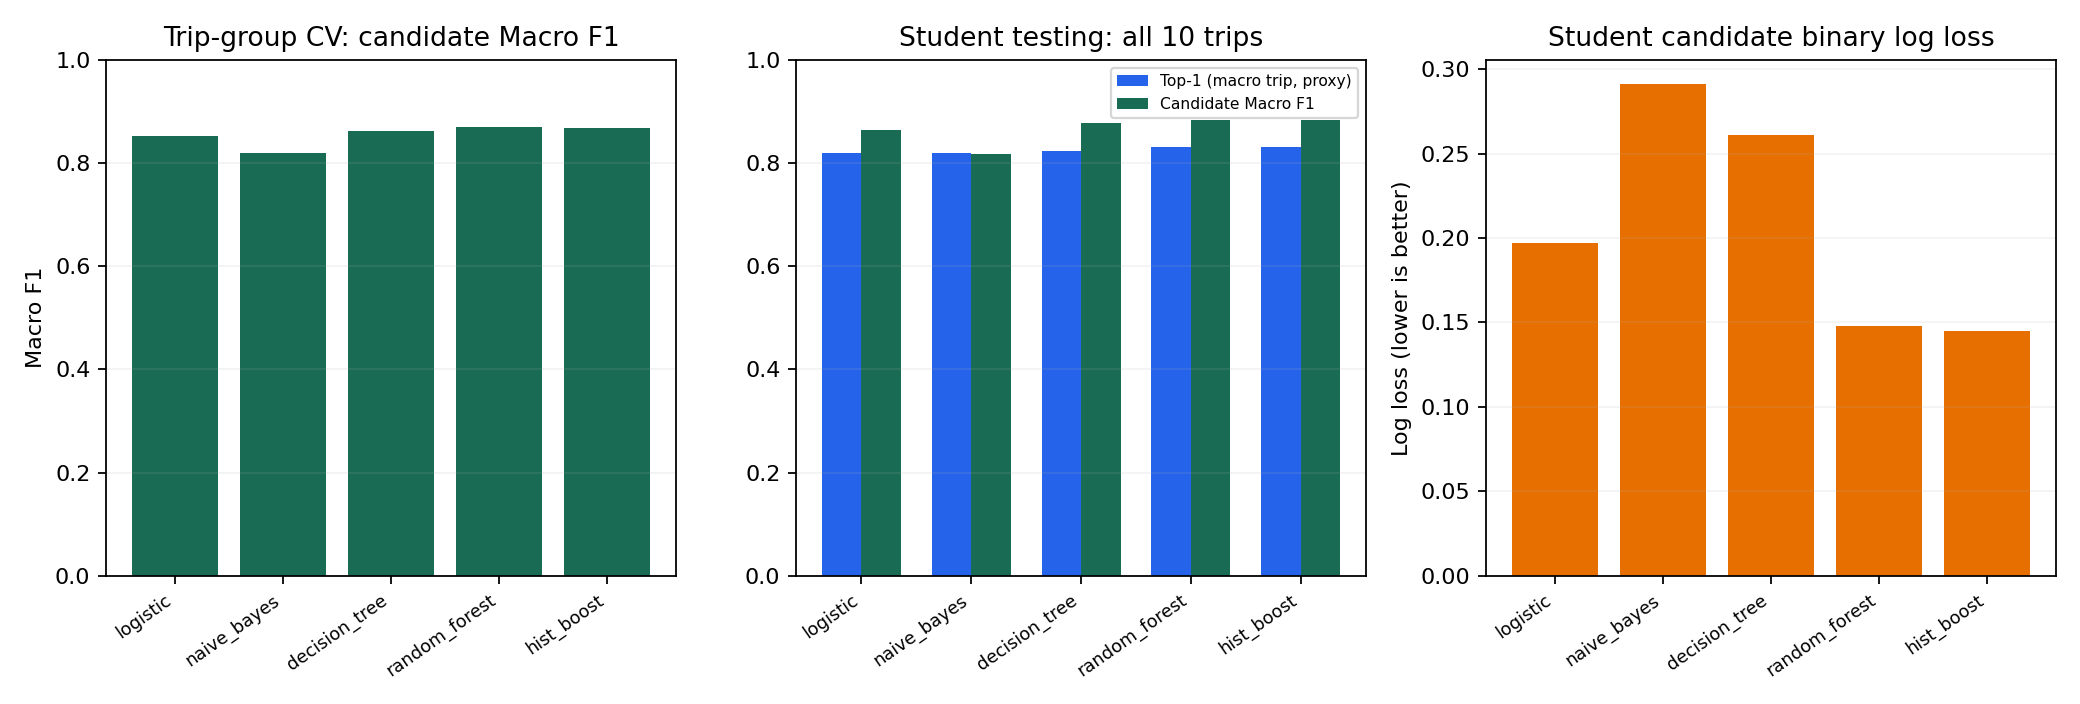 Trip-group CV: candidate Macro F1
Macro F1
1.0
0.8
0.6
0.4
0.2
0.0
logistic
naive_bayes
decision_tree
random_forest
hist_boost
Student testing: all 10 trips
Top-1 (macro trip, proxy)
Candidate Macro F1
1.0
0.8
0.6
0.4
0.2
0.0
logistic
naive_bayes
decision_tree
random_forest
hist_boost
Student candidate binary log loss
Log loss (lower is better)
0.30
0.25
0.20
0.15
0.10
0.05
0.00
logistic
naive_bayes
decision_tree
random_forest
hist_boost